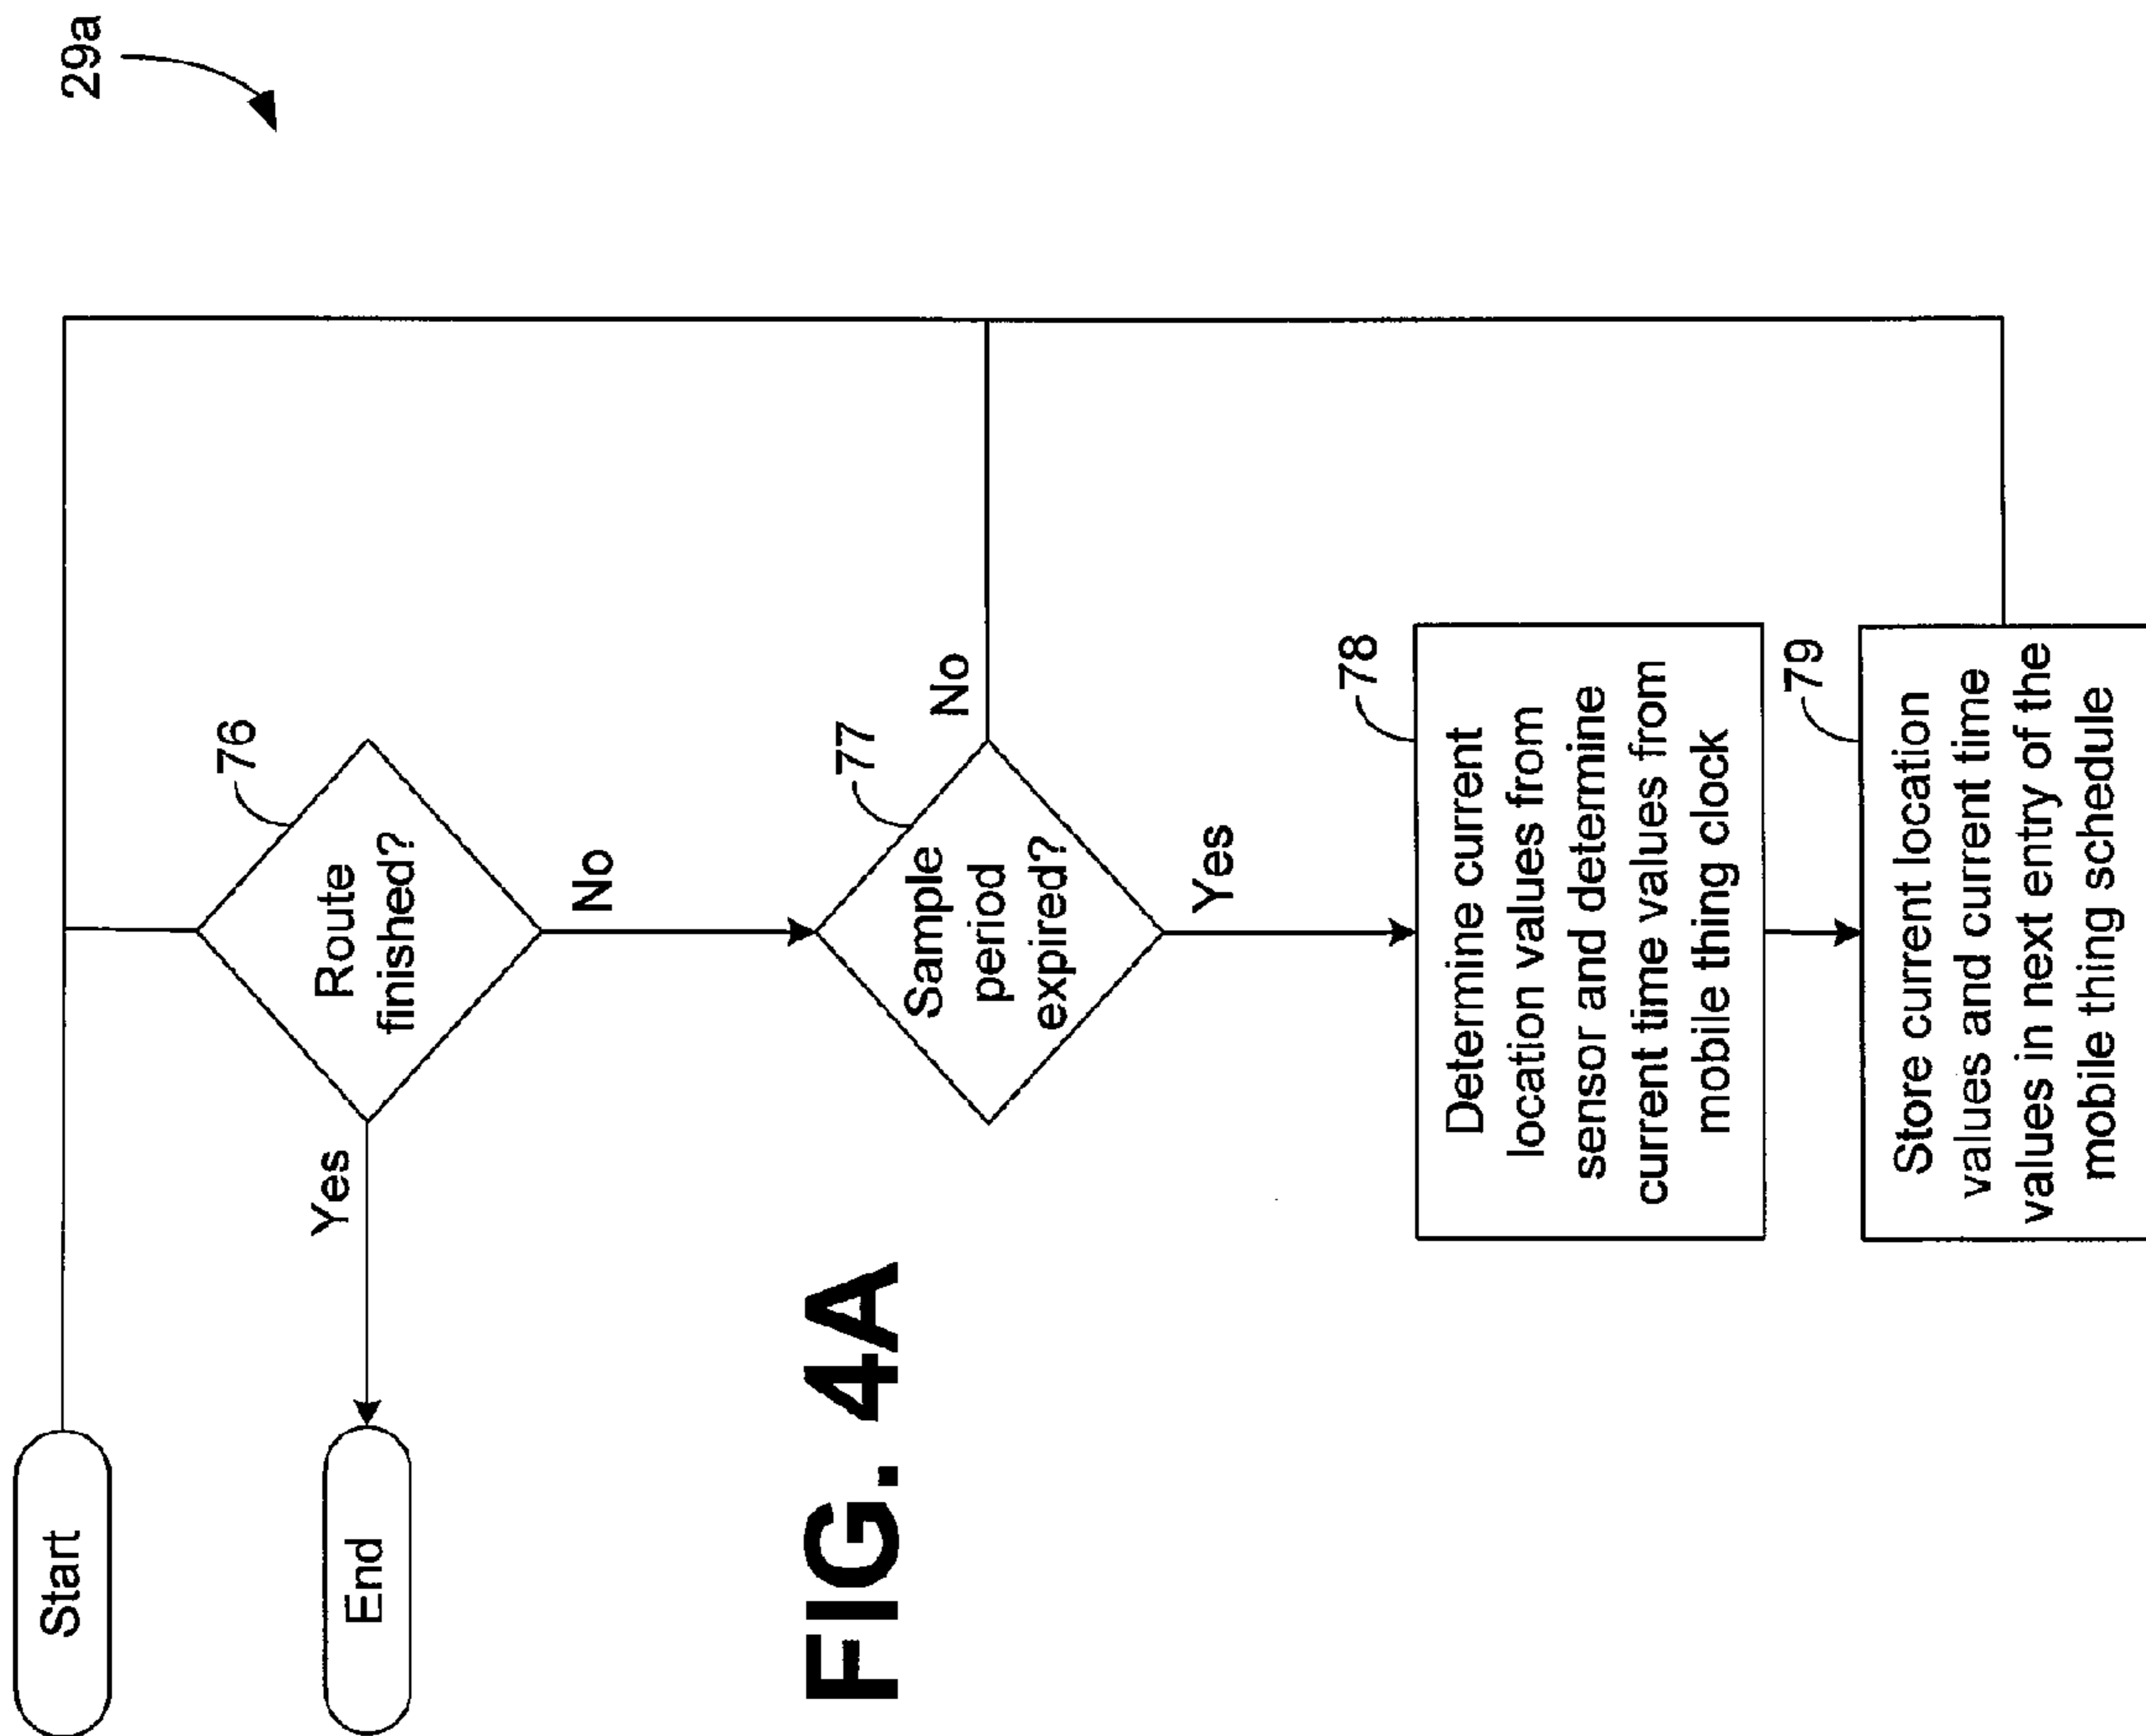 29a
Start
76
Route
finished?
Yes
End
No
77
Sample
period
expired?
No
Yes
78
Determine current
location values from
sensor and determine
current time values from
mobile thing clock
79
Store current location
values and current time
values in next entry of the
mobile thing schedule
FIG. 4A